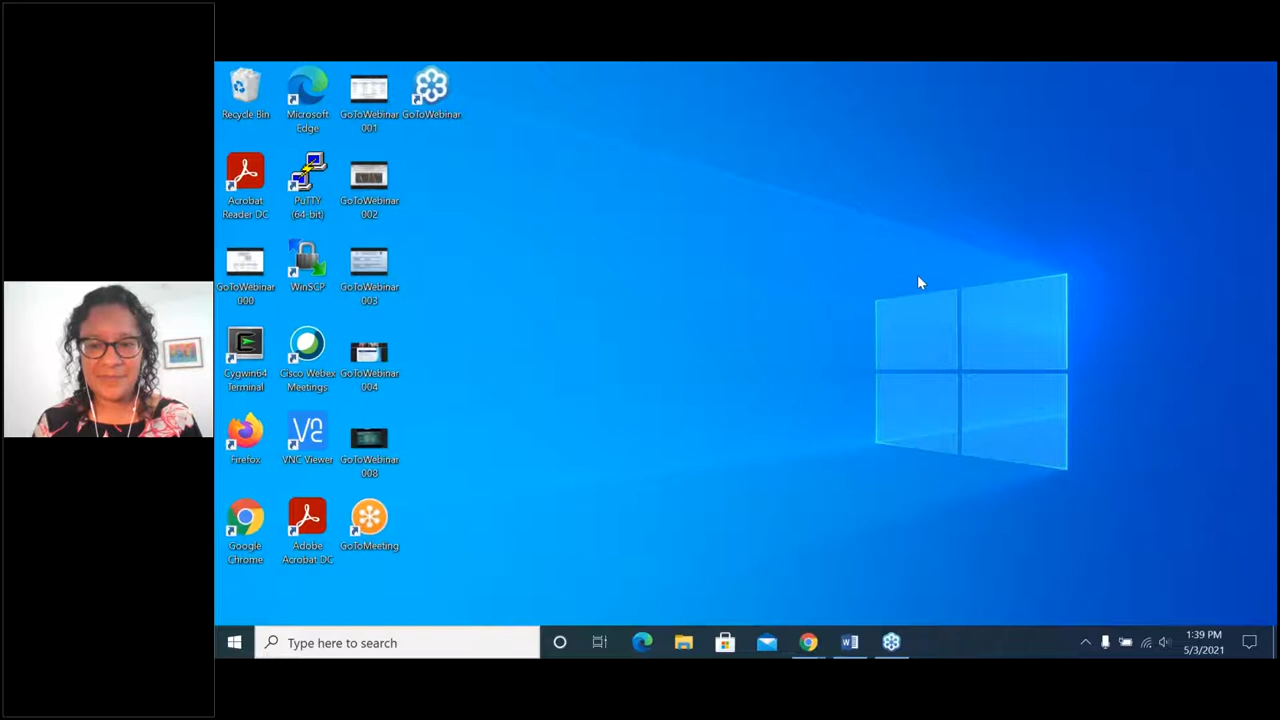 Recycle Bin
Microsoft
Edge
GoToWebinar
001
GoToWebinar
Acrobat
Reader DC
PuTTY
(64-bit)
GoToWebinar
002
GoToWebinar
000
WinSCP
GoToWebinar
003
Cygwin64
Terminal
Cisco Webex
Meetings
GoToWebinar
004
Firefox
VNC Viewer
GoToWebinar
008
Google
Chrome
Adobe
Acrobat DC
GoToMeeting
Type here to search
1:39 PM
5/3/2021